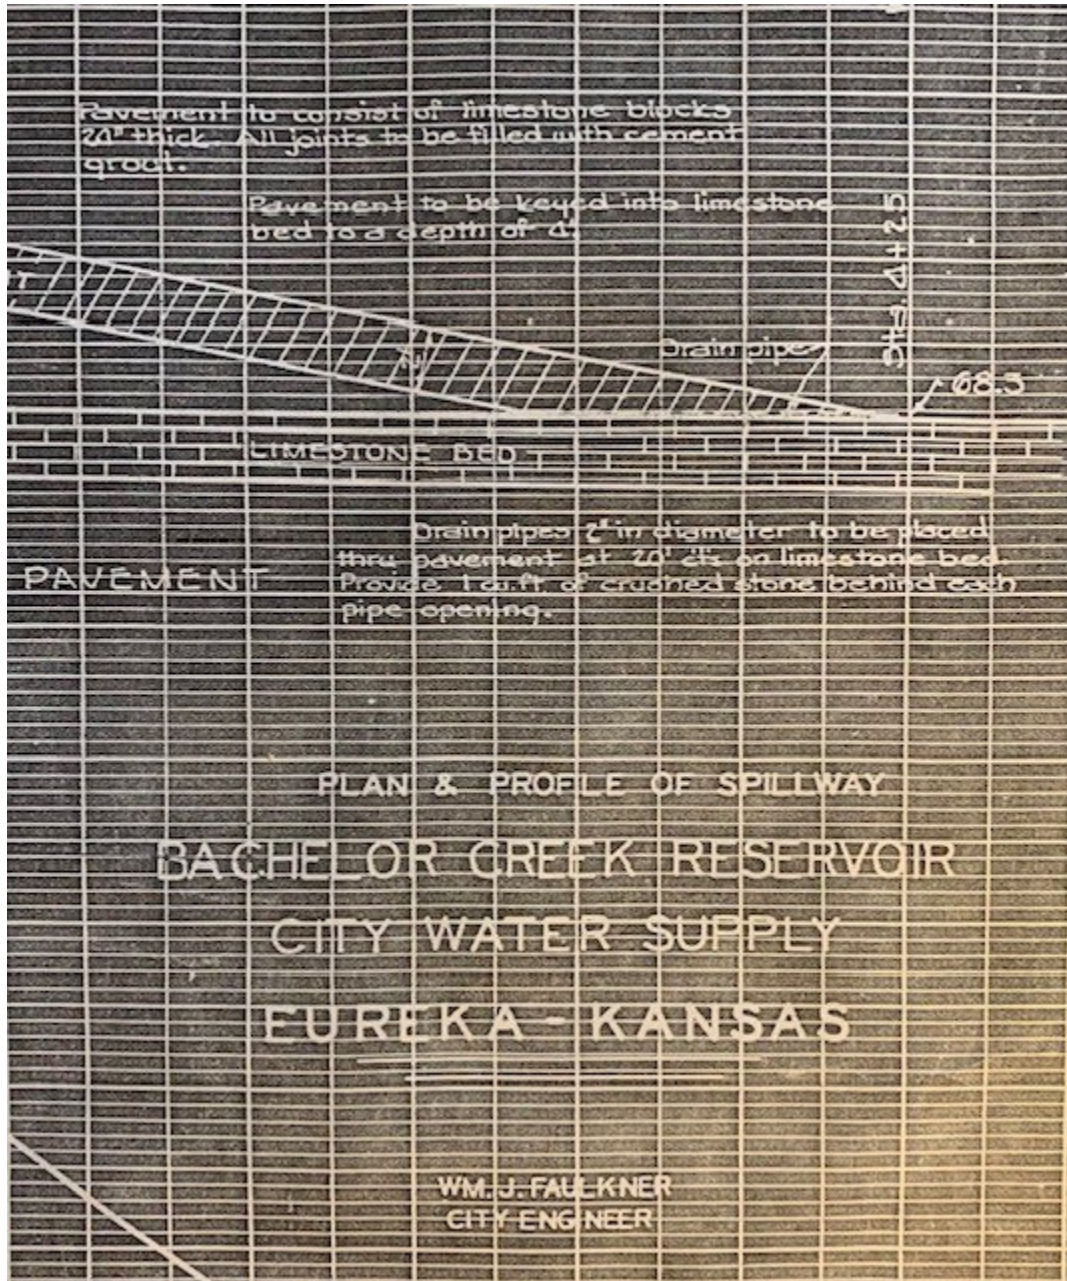 Pavement to consist of limestone blocks
24" thick. All joints to be filled with cement
grout.
Pavement to be keyed into limestone
bed to a depth of 4".
Sta. 4+25
Drain pipes
68.3
LIMESTONE BED
Drain pipes 2" in diameter to be placed
thru pavement at 20' on limestone bed
Provide 1 cu.ft. of crushed stone behind each
pipe opening.
PAVEMENT
PLAN & PROFILE OF SPILLWAY
BACHELOR CREEK RESERVOIR
CITY WATER SUPPLY
EUREKA - KANSAS
WM. J. FAULKNER
CITY ENGINEER